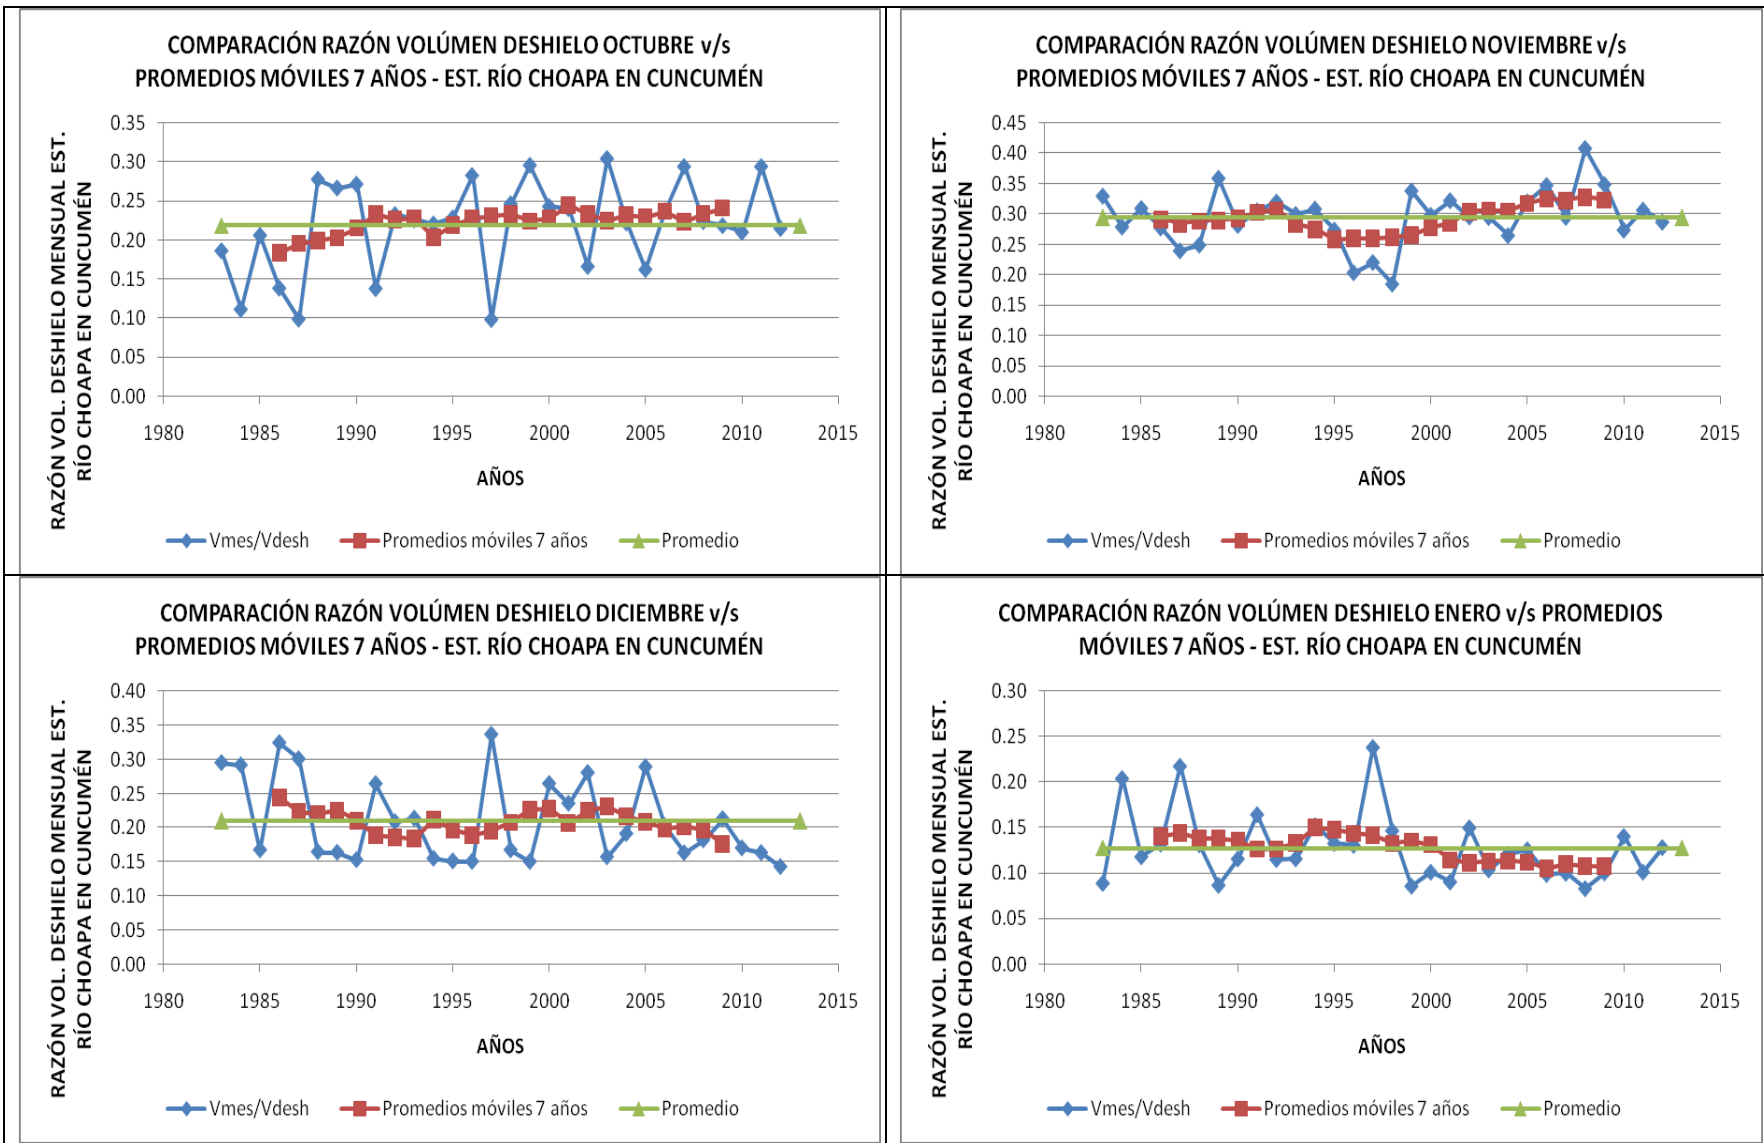 COMPARACIÓN RAZÓN VOLÚMEN DESHIELO OCTUBRE v/s
PROMEDIOS MÓVILES 7 AÑOS - EST. RÍO CHOAPA EN CUNCUMÉN
RAZÓN VOL. DESHIELO MENSUAL EST.
RÍO CHOAPA EN CUNCUMÉN
0.35
0.30
0.25
0.20
0.15
0.10
0.05
0.00
1980 1985 1990 1995 2000 2005 2010 2015
AÑOS
Vmes/Vdesh Promedios móviles 7 años Promedio
COMPARACIÓN RAZÓN VOLÚMEN DESHIELO NOVIEMBRE v/s
PROMEDIOS MÓVILES 7 AÑOS - EST. RÍO CHOAPA EN CUNCUMÉN
RAZÓN VOL. DESHIELO MENSUAL EST.
RÍO CHOAPA EN CUNCUMÉN
0.45
0.40
0.35
0.30
0.25
0.20
0.15
0.10
0.05
0.00
1980 1985 1990 1995 2000 2005 2010 2015
AÑOS
Vmes/Vdesh Promedios móviles 7 años Promedio
COMPARACIÓN RAZÓN VOLÚMEN DESHIELO DICIEMBRE v/s
PROMEDIOS MÓVILES 7 AÑOS - EST. RÍO CHOAPA EN CUNCUMÉN
RAZÓN VOL. DESHIELO MENSUAL EST.
RÍO CHOAPA EN CUNCUMÉN
0.40
0.35
0.30
0.25
0.20
0.15
0.10
0.05
0.00
1980 1985 1990 1995 2000 2005 2010 2015
AÑOS
Vmes/Vdesh Promedios móviles 7 años Promedio
COMPARACIÓN RAZÓN VOLÚMEN DESHIELO ENERO v/s PROMEDIOS
MÓVILES 7 AÑOS - EST. RÍO CHOAPA EN CUNCUMÉN
RAZÓN VOL. DESHIELO MENSUAL EST.
RÍO CHOAPA EN CUNCUMÉN
0.30
0.25
0.20
0.15
0.10
0.05
0.00
1980 1985 1990 1995 2000 2005 2010 2015
AÑOS
Vmes/Vdesh Promedios móviles 7 años Promedio